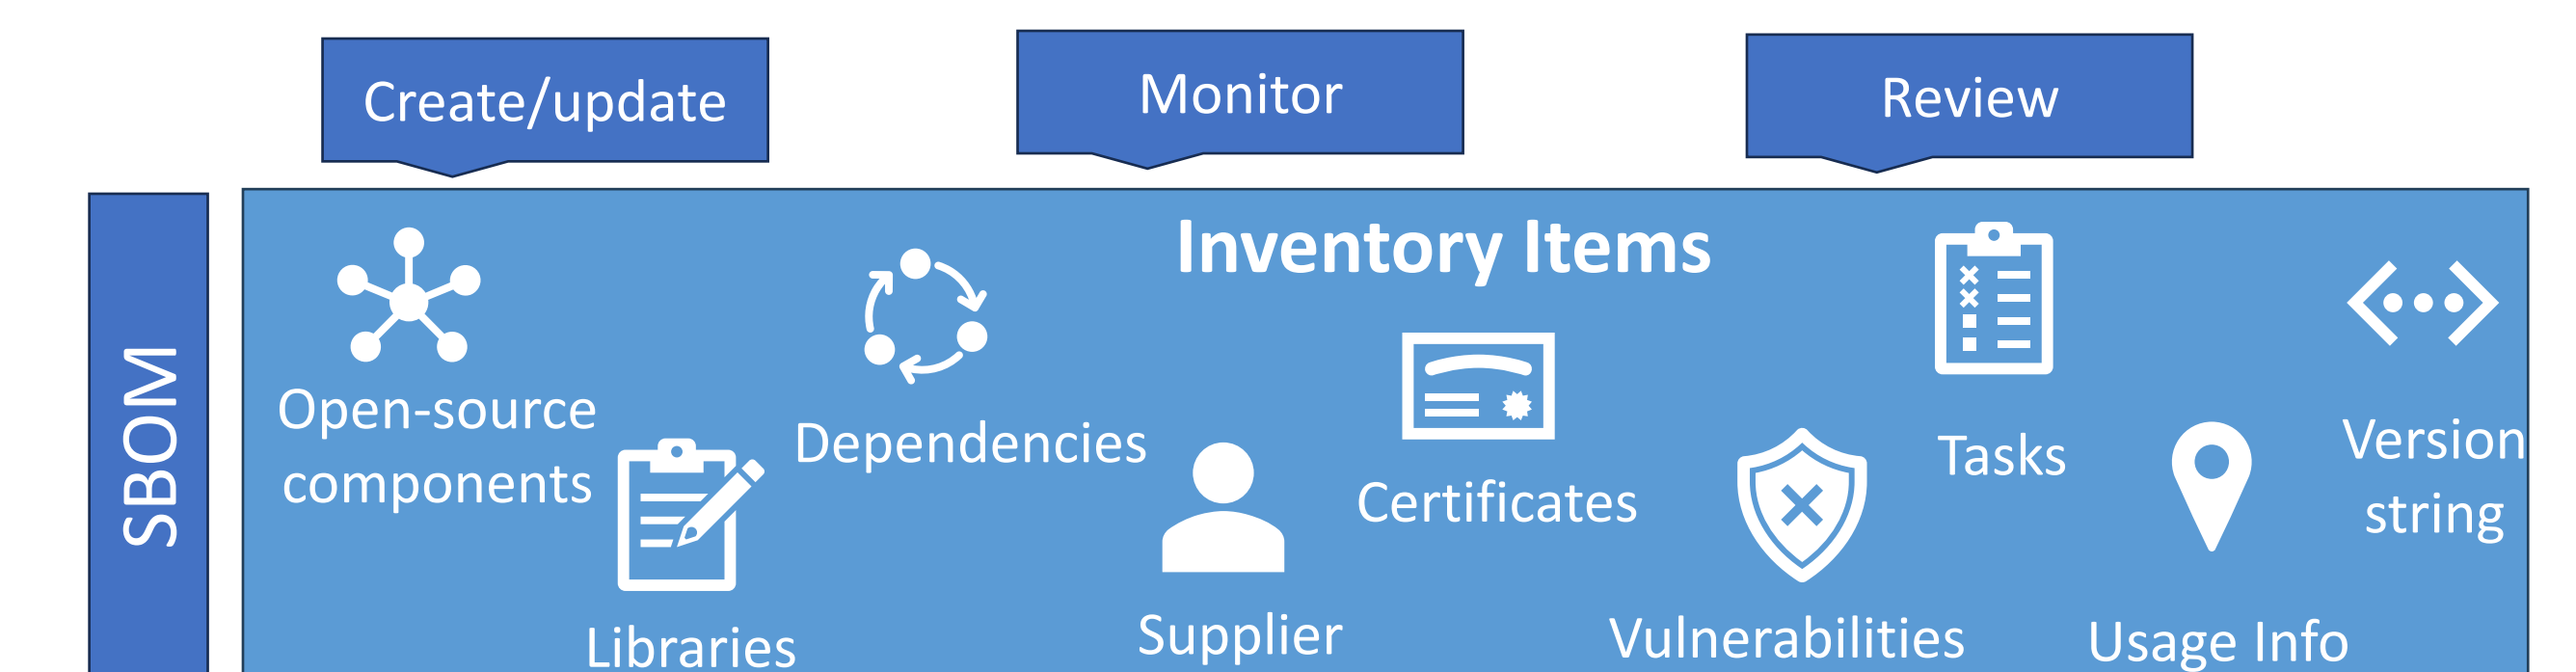 Create/update
Monitor
Review
SBOM
Inventory Items
Open-source
components
Libraries
Dependencies
Supplier
Certificates
Vulnerabilities
Tasks
Usage Info
Version
string